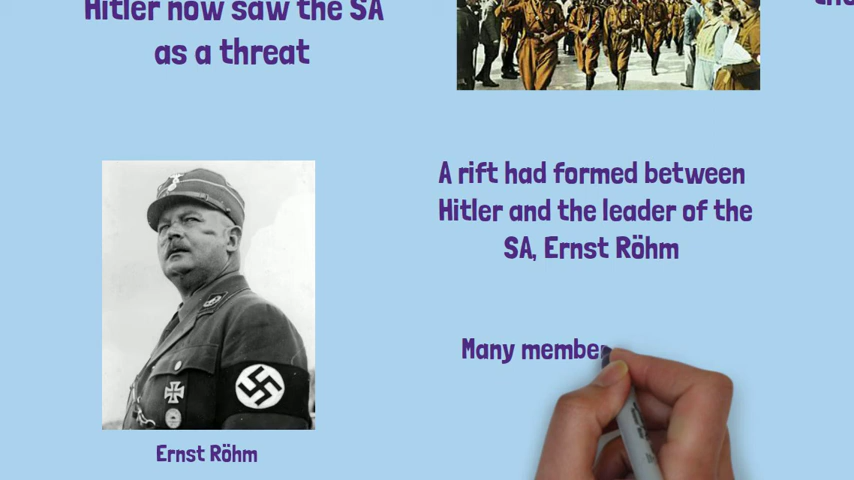 Hitler now saw the SA
as a threat
A rift had formed between
Hitler and the leader of the
SA, Ernst Röhm
Many member
Ernst Röhm